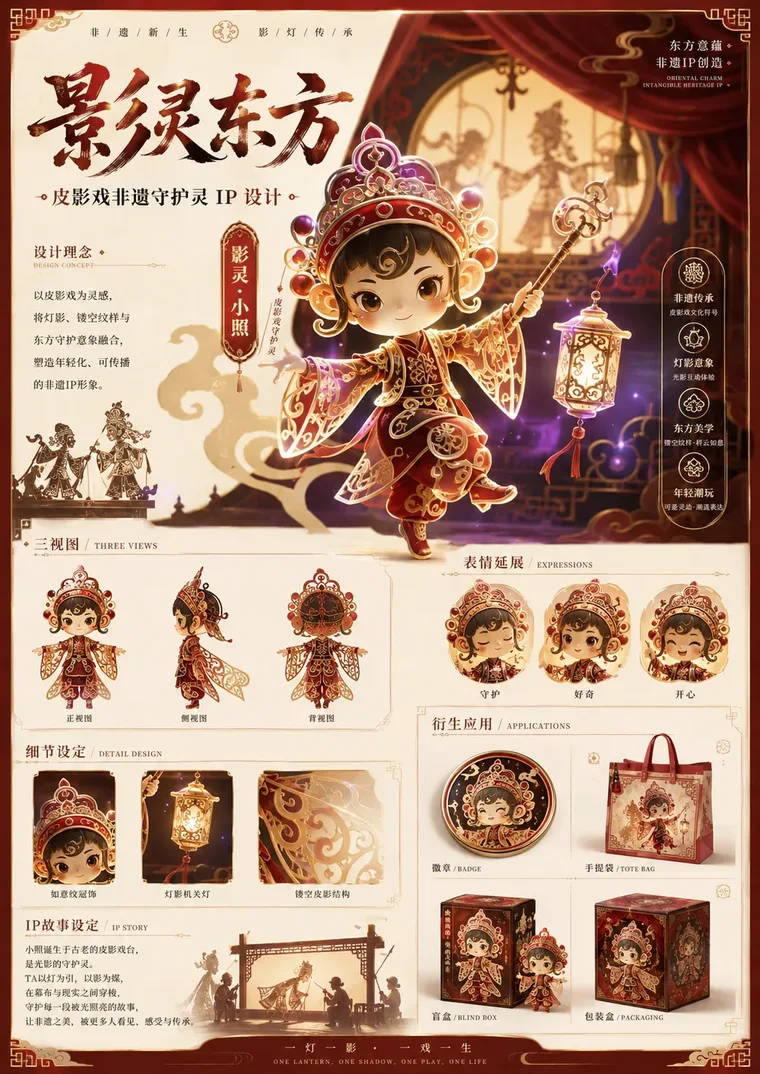 非 / 遗 / 新 / 生
影 / 灯 / 传 / 承
东方意蕴
非遗IP创造
ORIENTAL CHARM
INTANGIBLE HERITAGE IP
影灵东方
皮影戏非遗守护灵 IP 设计
设计理念
DESIGN CONCEPT
以皮影戏为灵感，
将灯影、镂空纹样与
东方守护意象融合，
塑造年轻化、可传播
的非遗IP形象。
影灵·小照
皮影戏守护灵
非遗传承
皮影戏文化符号
灯影意象
光影互动体验
东方美学
镂空纹样·祥云如意
年轻潮玩
可爱灵动·潮流表达
三视图 / THREE VIEWS
正视图
侧视图
背视图
表情延展 / EXPRESSIONS
守护
好奇
开心
细节设定 / DETAIL DESIGN
如意纹冠饰
灯影机关灯
镂空皮影结构
衍生应用 / APPLICATIONS
徽章 / BADGE
手提袋 / TOTE BAG
盲盒 / BLIND BOX
包装盒 / PACKAGING
IP故事设定 / IP STORY
小照诞生于古老的皮影戏台，
是光影的守护灵。
TA以灯为引，以影为媒，
在幕布与现实之间穿梭，
守护每一段被光照亮的故事，
让非遗之美，被更多人看见、感受与传承。
一灯一影 · 一戏一生
ONE LANTERN, ONE SHADOW, ONE PLAY, ONE LIFE